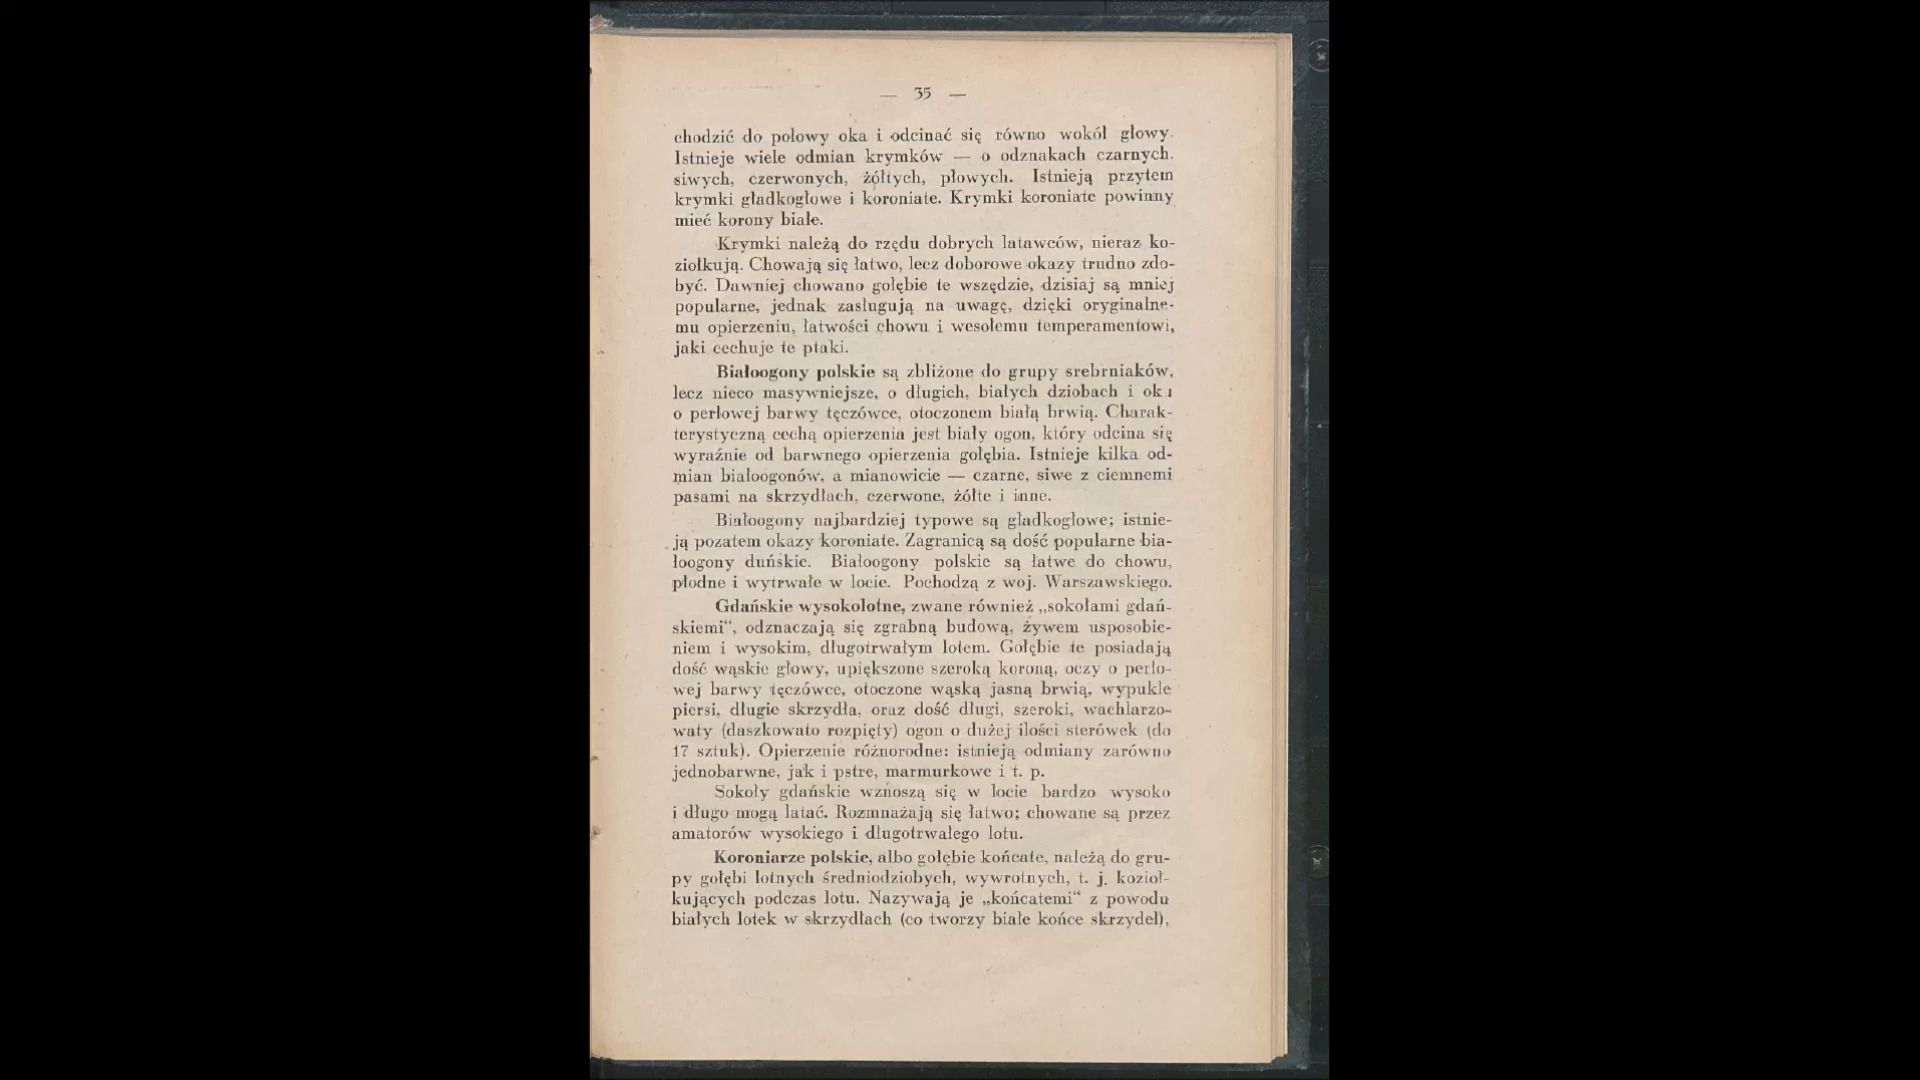 — 35 —
chodzić do połowy oka i odcinać się równo wokół głowy.
Istnieje wiele odmian krymków — o odznakach czarnych,
siwych, czerwonych, żółtych, płowych. Istnieją przytem
krymki gładkogłowe i koroniate. Krymki koroniate powinny
mieć korony białe.
Krymki należą do rzędu dobrych latawców, nieraz ko-
ziołkują. Chowają się łatwo, lecz doborowe okazy trudno zdo-
być. Dawniej chowano gołębie te wszędzie, dzisiaj są mniej
popularne, jednak zasługują na uwagę, dzięki oryginalne-
mu opierzeniu, łatwości chowu i wesołemu temperamentowi,
jaki cechuje te ptaki.
Białoogony polskie są zbliżone do grupy srebrniaków,
lecz nieco masywniejsze, o długich, białych dziobach i oku
o perłowej barwy tęczówce, otoczonem białą brwią. Charak-
terystyczną cechą opierzenia jest biały ogon, który odcina się
wyraźnie od barwnego opierzenia gołębia. Istnieje kilka od-
mian białoogonów, a mianowicie — czarne, siwe z ciemnemi
pasami na skrzydłach, czerwone, żółte i inne.
Białoogony najbardziej typowe są gładkogłowe; istnie-
ją pozatem okazy koroniate. Zagranicą są dość popularne bia-
łoogony duńskie. Białoogony polskie są łatwe do chowu,
płodne i wytrwałe w locie. Pochodzą z woj. Warszawskiego.
Gdańskie wysokolotne, zwane również „sokołami gdań-
skiemi“, odznaczają się zgrabną budową, żywem usposobie-
niem i wysokim, długotrwałym lotem. Gołębie te posiadają
dość wąskie głowy, upiększone szeroką koroną, oczy o perło-
wej barwy tęczówce, otoczone wąską jasną brwią, wypukłe
piersi, długie skrzydła, oraz dość długi, szeroki, wachlarzo-
waty (daszkowato rozpięty) ogon o dużej ilości sterówek (do
17 sztuk). Opierzenie różnorodne: istnieją odmiany zarówno
jednobarwne, jak i pstre, marmurkowe i t. p.
Sokoły gdańskie wznoszą się w locie bardzo wysoko
i długo mogą latać. Rozmnażają się łatwo; chowane są przez
amatorów wysokiego i długotrwałego lotu.
Koroniarze polskie, albo gołębie końcate, należą do gru-
py gołębi lotnych średniodziobych, wywrotnych, t. j. kozioł-
kujących podczas lotu. Nazywają je „końcatemi“ z powodu
białych lotek w skrzydłach (co tworzy białe końce skrzydeł),